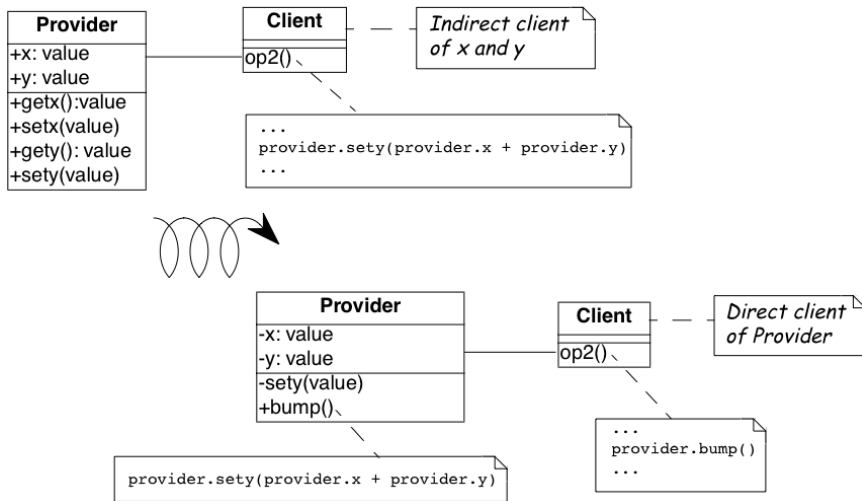 Provider
+x: value
+y: value
+getx():value
+setx(value)
+gety(): value
+sety(value)
Client
op2()
Indirect client
of x and y
...
provider.sety(provider.x + provider.y)
...
Provider
-x: value
-y: value
-sety(value)
+bump()
Client
op2()
Direct client
of Provider
provider.sety(provider.x + provider.y)
...
provider.bump()
...